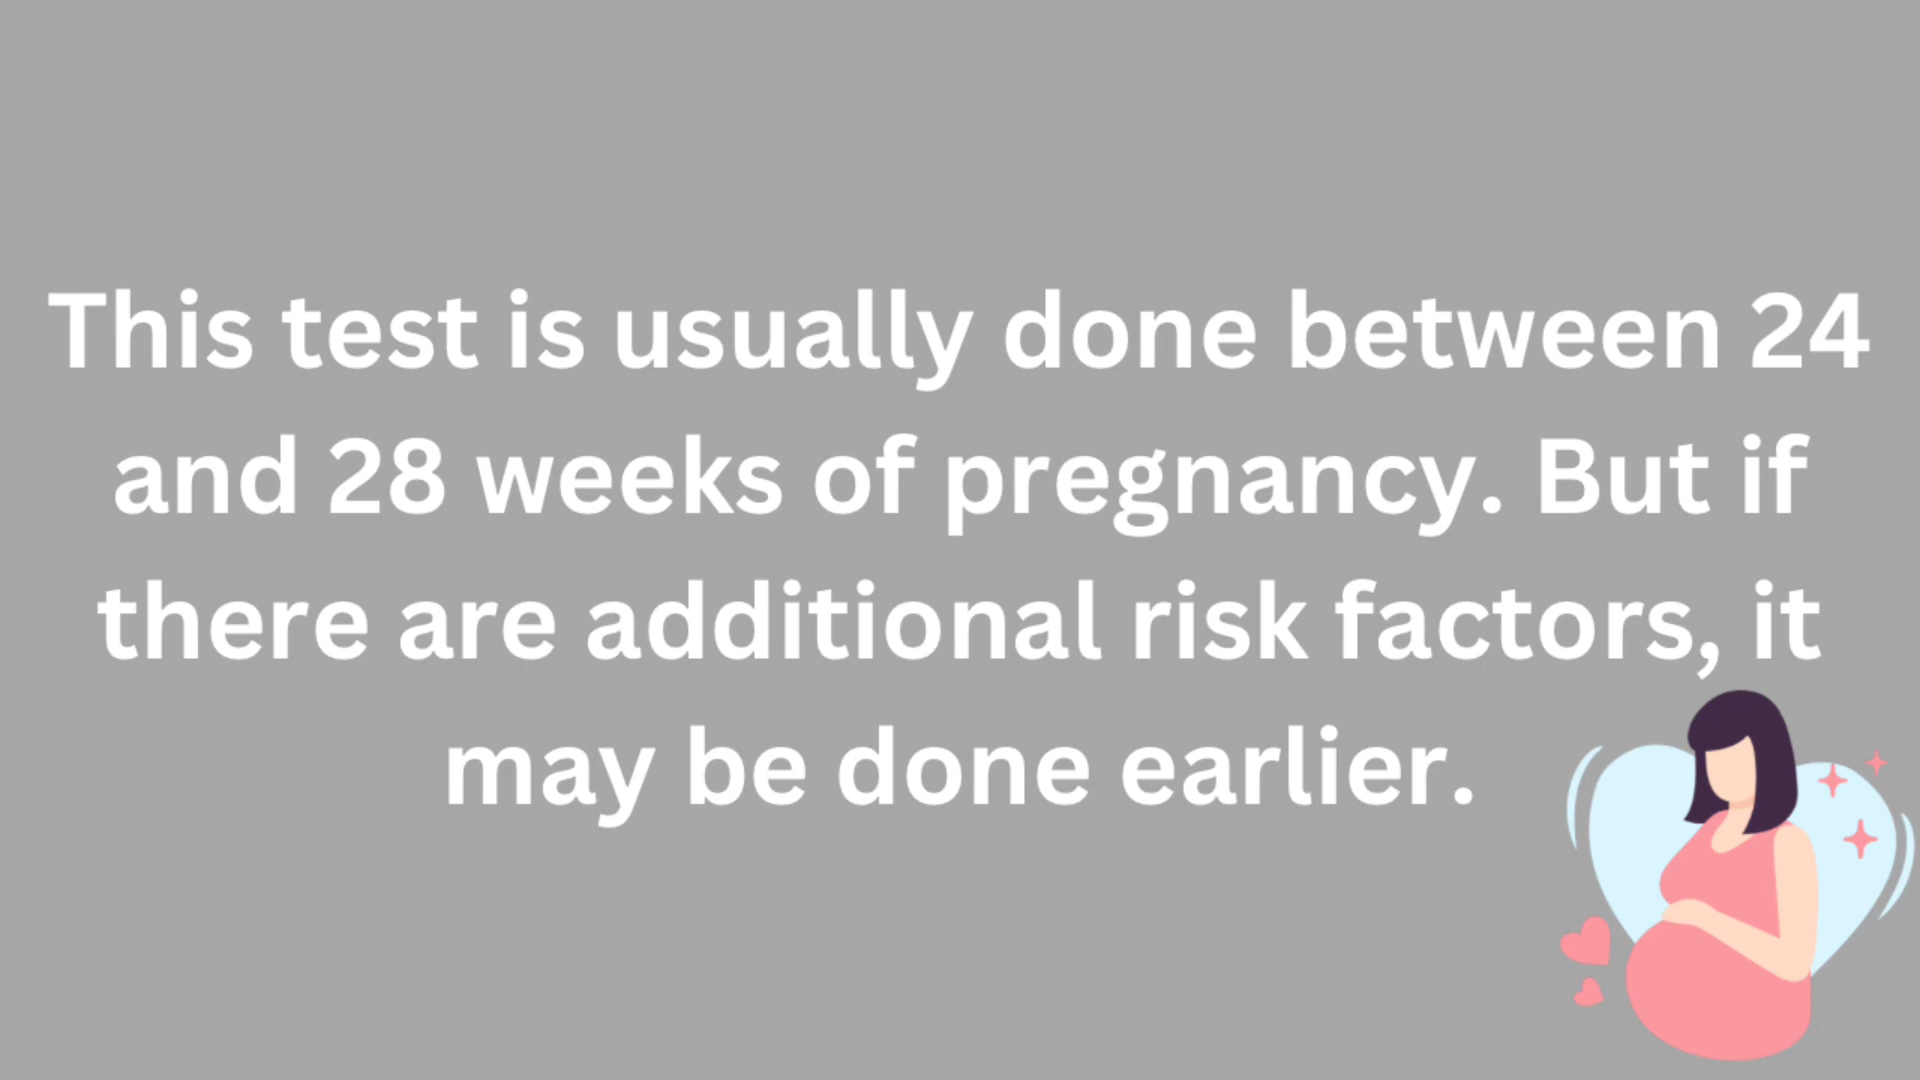 This test is usually done between 24
and 28 weeks of pregnancy. But if
there are additional risk factors, it
may be done earlier.